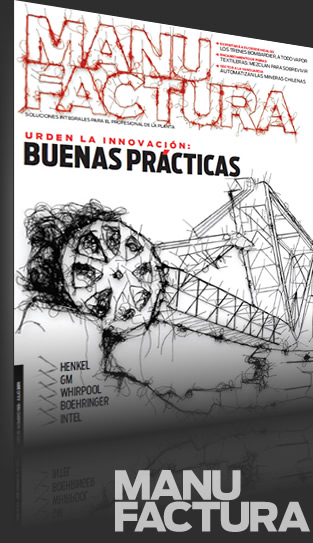 MANU
FACTURA
LOS TRENES BOMBARDIER, A TODO VAPOR
TEXTILERAS: MEZCLAN PARA SOBREVIVIR
AUTOMATIZAN LAS MINERAS CHILENAS
SOLUCIONES INTEGRALES PARA EL PROFESIONAL DE LA PLANTA
URDEN LA INNOVACIÓN:
BUENAS PRÁCTICAS
HENKEL
GM
WHIRPOOL
BOEHRINGER
INTEL
MANU
FACTURA